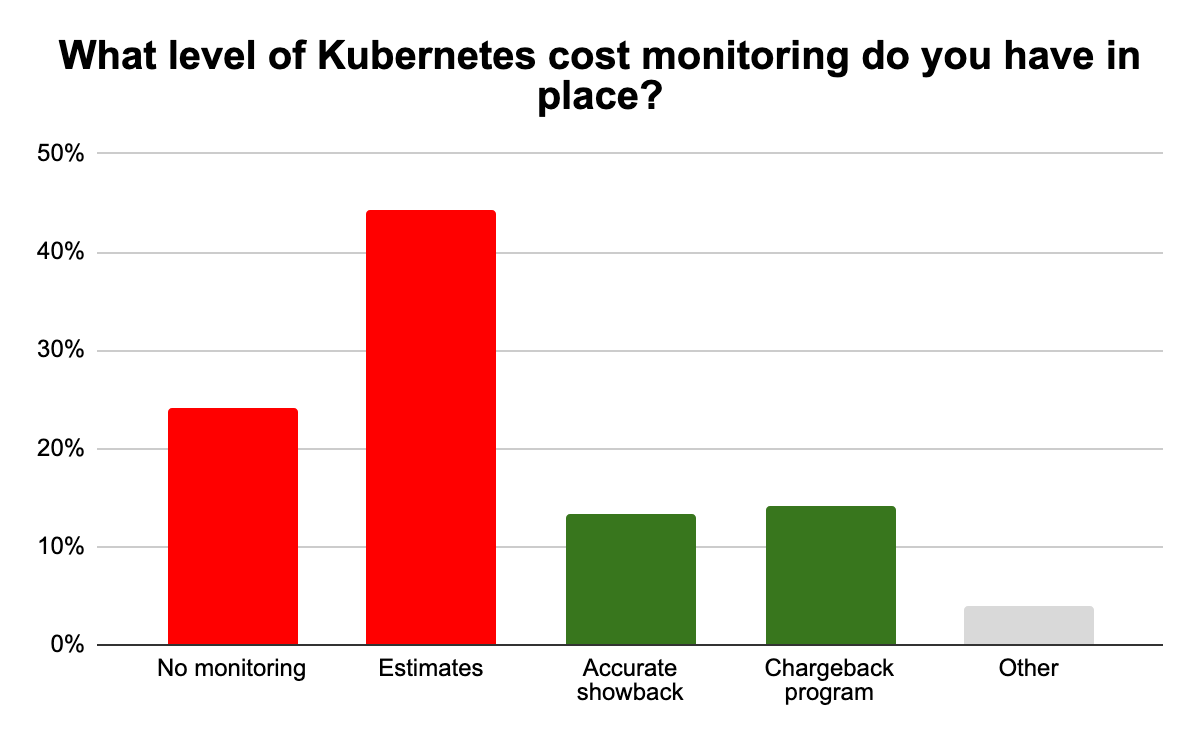 What level of Kubernetes cost monitoring do you have in
place?
50%
40%
30%
20%
10%
0%
No monitoring
Estimates
Accurate
showback
Chargeback
program
Other